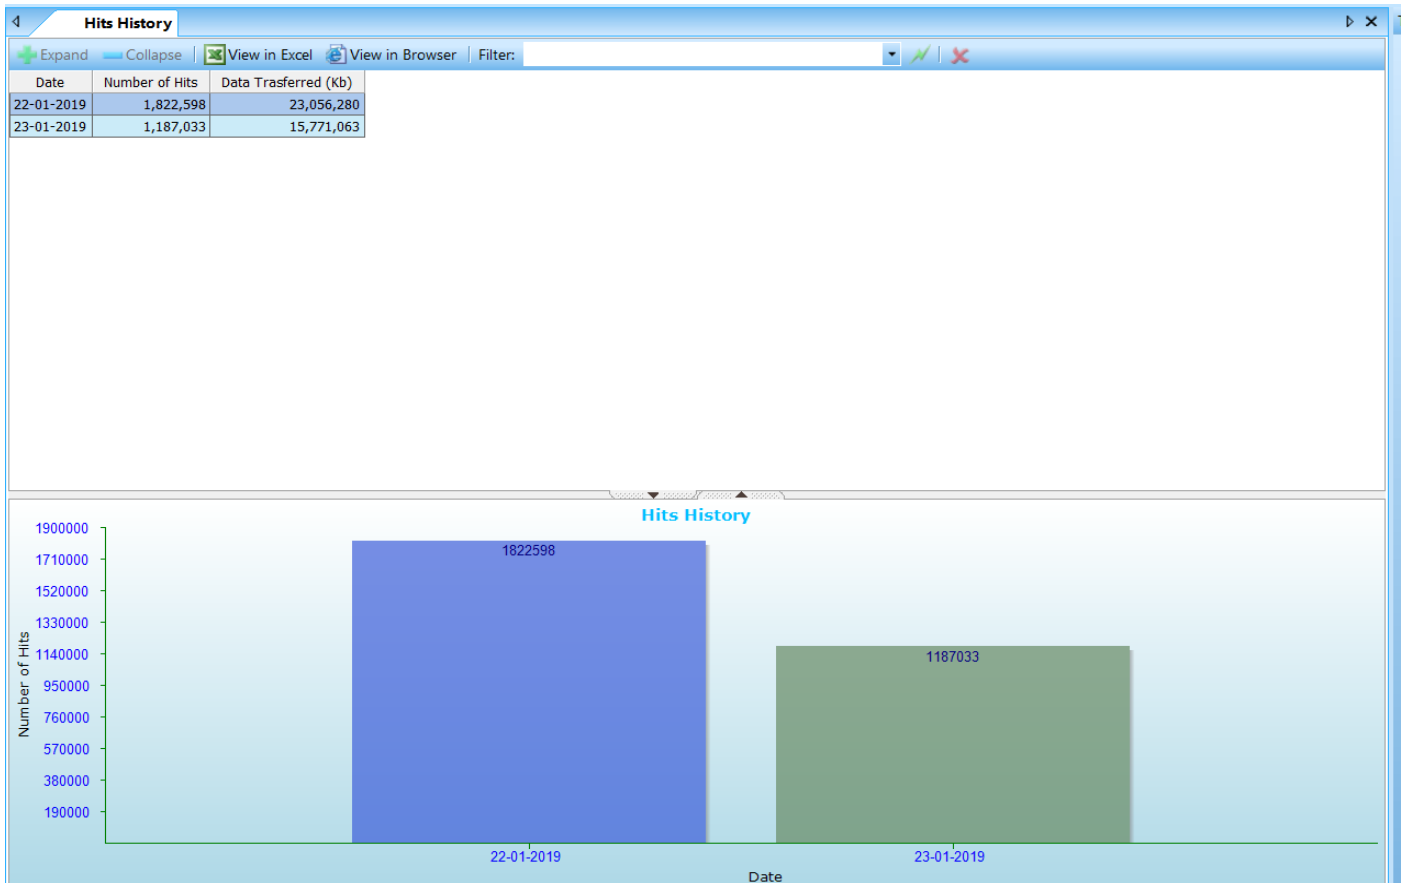 Hits History
Expand Collapse View in Excel View in Browser Filter:
Date Number of Hits Data Trasferred (Kb)
22-01-2019 1,822,598 23,056,280
23-01-2019 1,187,033 15,771,063
Hits History
1900000
1710000
1520000
1330000
1140000
950000
760000
570000
380000
190000
Number of Hits
1822598
1187033
22-01-2019 23-01-2019
Date